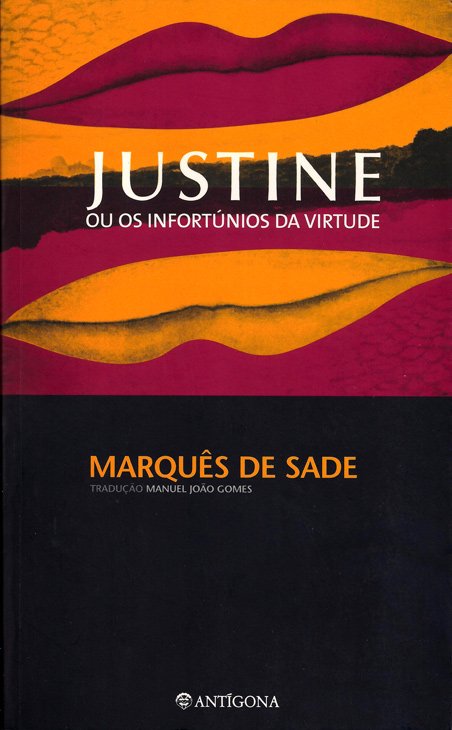 JUSTINE
OU OS INFORTÚNIOS DA VIRTUDE
MARQUÊS DE SADE
TRADUÇÃO MANUEL JOÃO GOMES
ANTÍGONA